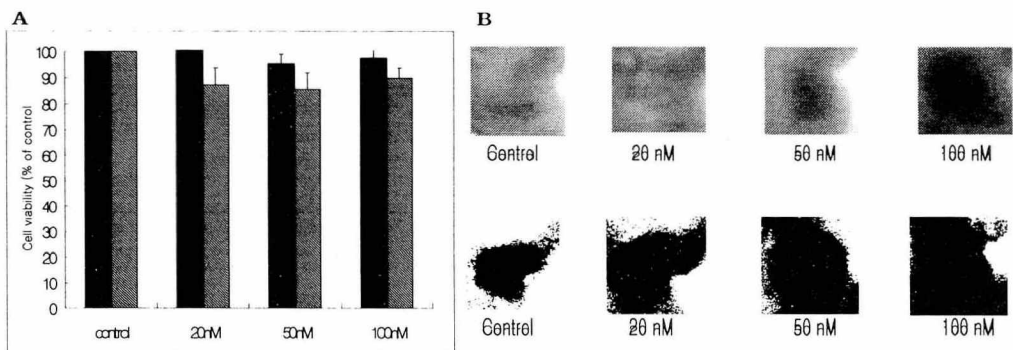 A
Cell viability (% of control)
100
90
80
70
60
50
40
30
20
10
0
control 20nM 50nM 100nM
B
Control 20 nM 50 nM 100 nM
Control 20 nM 50 nM 100 nM